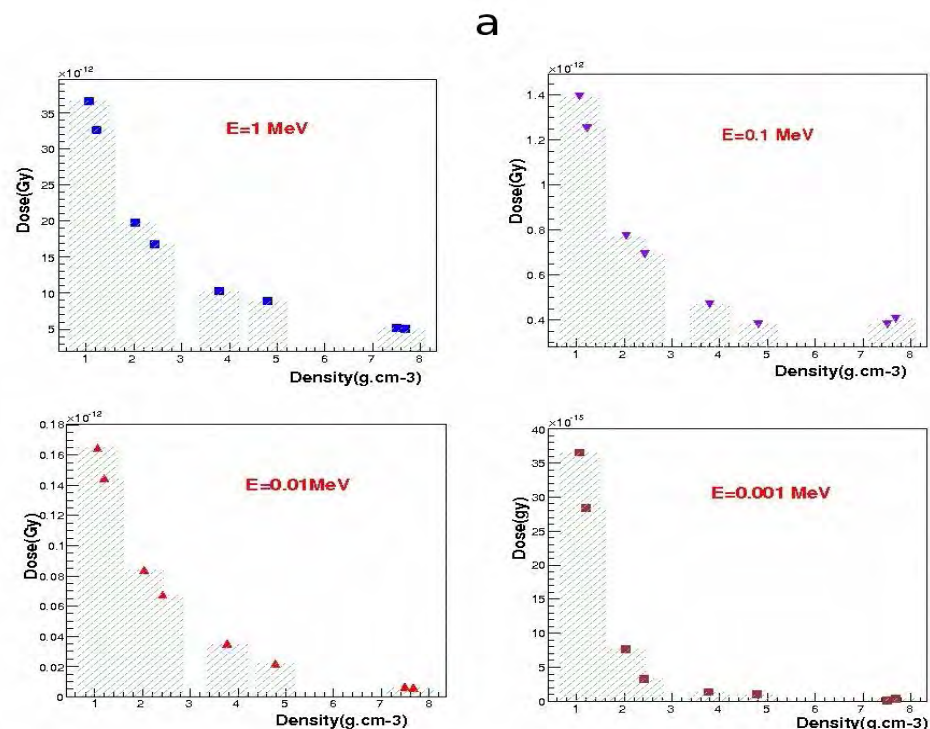 a
×10⁻¹²
35
30
25
20
15
10
5
Dose(Gy)
E=1 MeV
1 2 3 4 5 6 7 8
Density(g.cm-3)
×10⁻¹²
1.4
1.2
1
0.8
0.6
0.4
Dose(Gy)
E=0.1 MeV
1 2 3 4 5 6 7 8
Density(g.cm-3)
×10⁻¹²
0.18
0.16
0.14
0.12
0.1
0.08
0.06
0.04
0.02
0
Dose(Gy)
E=0.01MeV
1 2 3 4 5 6 7 8
Density(g.cm-3)
×10⁻¹⁵
40
35
30
25
20
15
10
5
0
Dose(gy)
E=0.001 MeV
1 2 3 4 5 6 7 8
Density(g.cm-3)